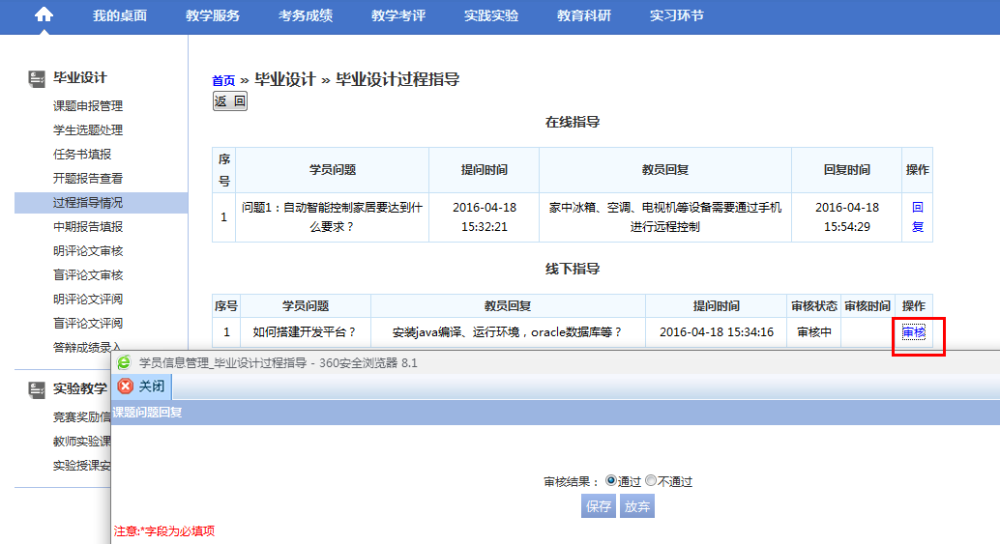 我的桌面 教学服务 考务成绩 教学考评 实践实验 教育科研 实习环节
毕业设计
课题申报管理
学生选题处理
任务书填报
开题报告查看
过程指导情况
中期报告填报
明评论文审核
盲评论文审核
明评论文评阅
盲评论文评阅
答辩成绩录入
实验教学
竞赛奖励信
教师实验课
实验授课安
首页 » 毕业设计 » 毕业设计过程指导
返 回
在线指导
序号 学员问题 提问时间 教员回复 回复时间 操作
1 问题1：自动智能控制家居要达到什么要求？ 2016-04-18 15:32:21 家中冰箱、空调、电视机等设备需要通过手机进行远程控制 2016-04-18 15:54:29 回复
线下指导
序号 学员问题 教员回复 提问时间 审核状态 审核时间 操作
1 如何搭建开发平台？ 安装java编译、运行环境，oracle数据库等？ 2016-04-18 15:34:16 审核中 审核
学员信息管理_毕业设计过程指导 - 360安全浏览器 8.1
关闭
课题问题回复
审核结果： 通过 不通过
保存 放弃
注意:*字段为必填项